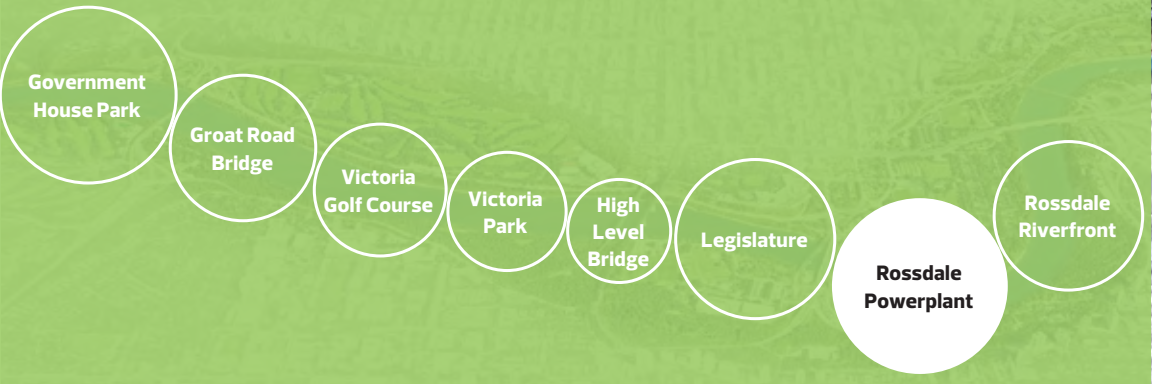 Government
House Park
Groat Road
Bridge
Victoria
Golf Course
Victoria
Park
High
Level
Bridge
Legislature
Rossdale
Powerplant
Rossdale
Riverfront